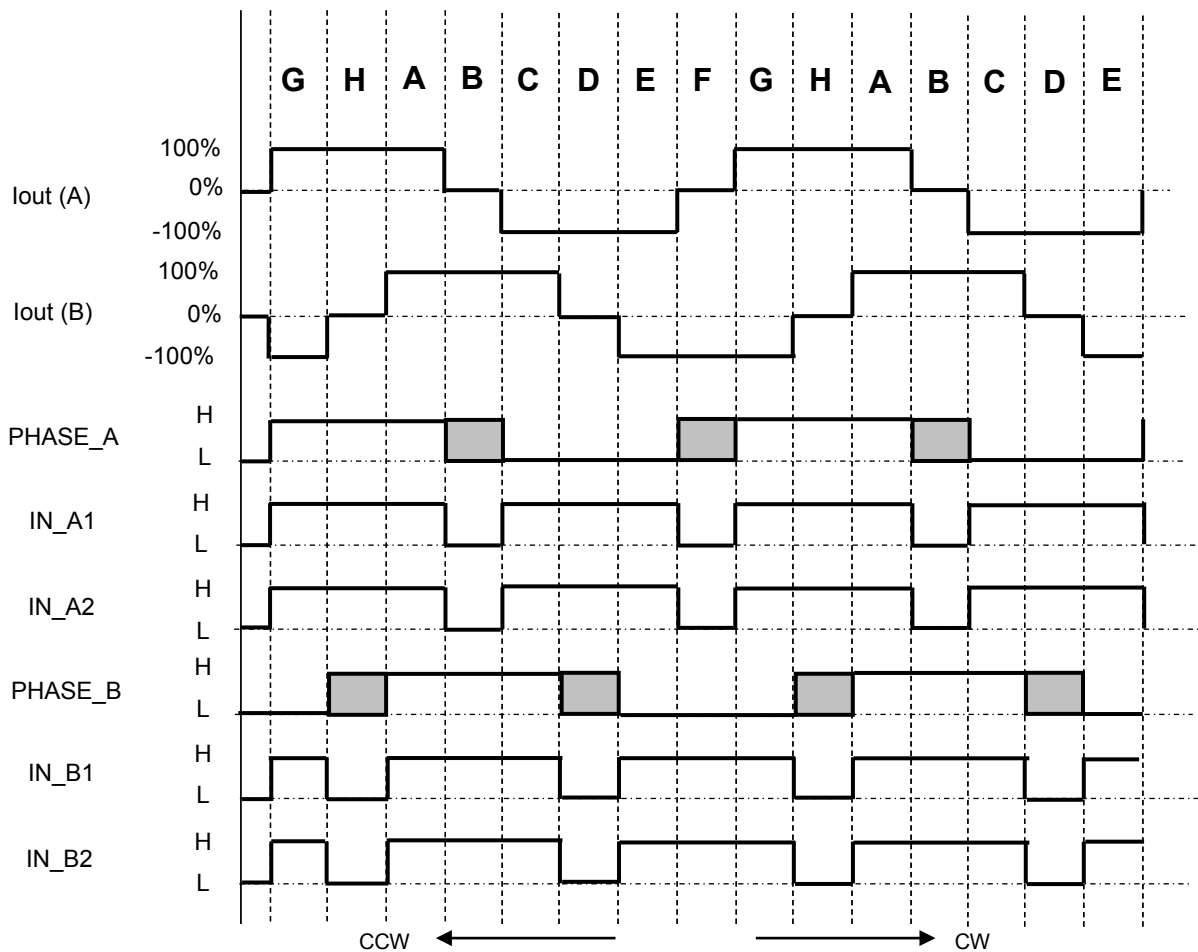 G H A B C D E F G H A B C D E
100%
0%
-100%
Iout (A)
100%
0%
-100%
Iout (B)
H
L
PHASE_A
H
L
IN_A1
H
L
IN_A2
H
L
PHASE_B
H
L
IN_B1
H
L
IN_B2
CCW CW